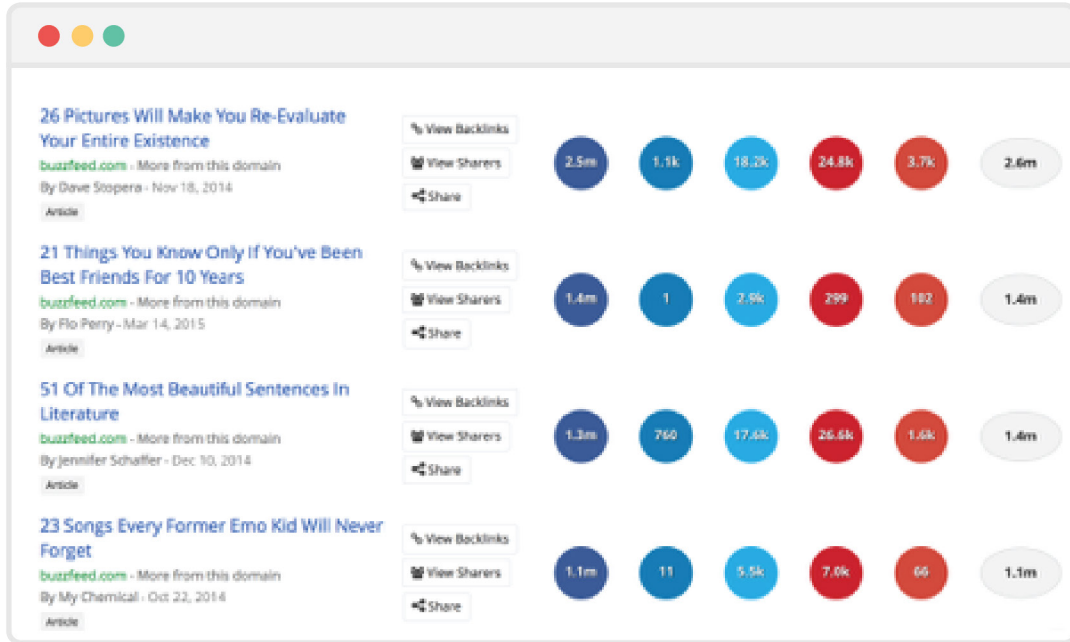 26 Pictures Will Make You Re-Evaluate
Your Entire Existence
buzzfeed.com - More from this domain
By Dave Stopera - Nov 18, 2014
Article
View Backlinks
View Sharers
Share
2.5m 1.1k 18.2k 24.8k 3.7k 2.6m
21 Things You Know Only If You've Been
Best Friends For 10 Years
buzzfeed.com - More from this domain
By Flo Perry - Mar 14, 2015
Article
View Backlinks
View Sharers
Share
1.4m 1 2.9k 299 102 1.4m
51 Of The Most Beautiful Sentences In
Literature
buzzfeed.com - More from this domain
By Jennifer Schaffer - Dec 10, 2014
Article
View Backlinks
View Sharers
Share
1.3m 760 17.6k 26.6k 1.6k 1.4m
23 Songs Every Former Emo Kid Will Never
Forget
buzzfeed.com - More from this domain
By My Chemical - Oct 22, 2014
Article
View Backlinks
View Sharers
Share
1.1m 11 5.5k 7.0k 66 1.1m